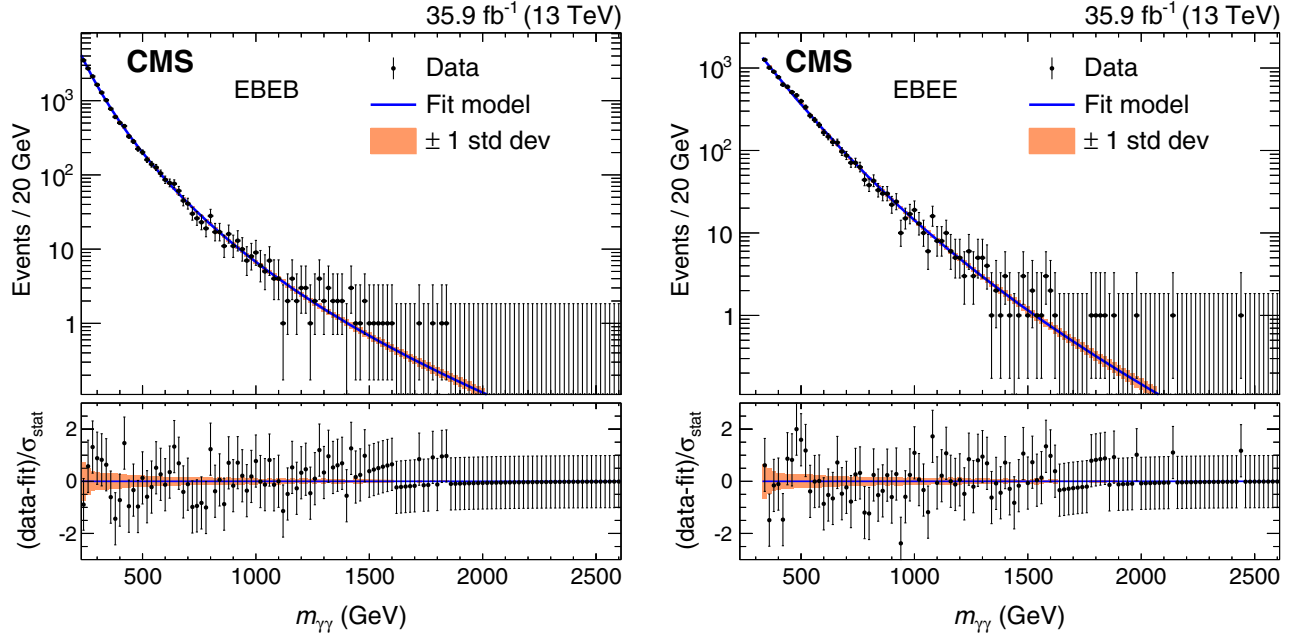 35.9 fb⁻¹ (13 TeV)
CMS
EBEB
Data
Fit model
± 1 std dev
Events / 20 GeV
10³
10²
10
1
(data-fit)/σstat
2
0
-2
500 1000 1500 2000 2500
mγγ (GeV)
35.9 fb⁻¹ (13 TeV)
CMS
EBEE
Data
Fit model
± 1 std dev
Events / 20 GeV
10³
10²
10
1
(data-fit)/σstat
2
0
-2
500 1000 1500 2000 2500
mγγ (GeV)